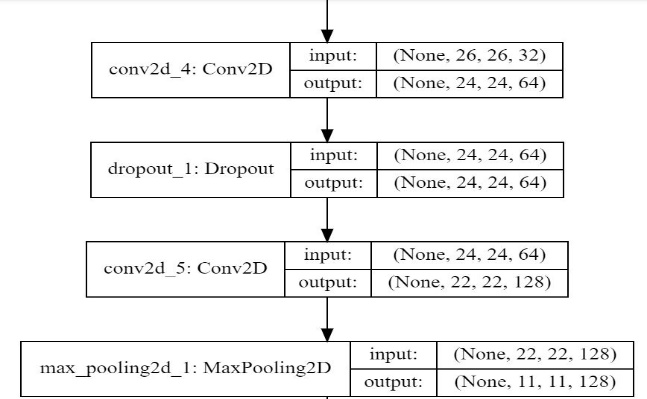 conv2d_4: Conv2D
input: (None, 26, 26, 32)
output: (None, 24, 24, 64)
dropout_1: Dropout
input: (None, 24, 24, 64)
output: (None, 24, 24, 64)
conv2d_5: Conv2D
input: (None, 24, 24, 64)
output: (None, 22, 22, 128)
max_pooling2d_1: MaxPooling2D
input: (None, 22, 22, 128)
output: (None, 11, 11, 128)